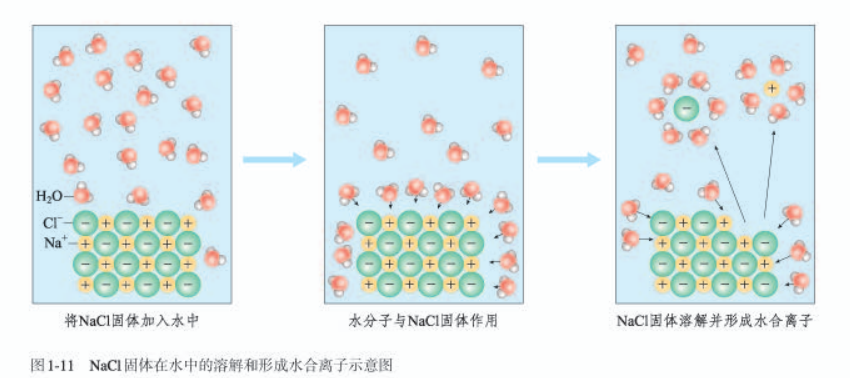 H₂O
Cl⁻
Na⁺
将NaCl固体加入水中
水分子与NaCl固体作用
NaCl固体溶解并形成水合离子
图1-11 NaCl固体在水中的溶解和形成水合离子示意图